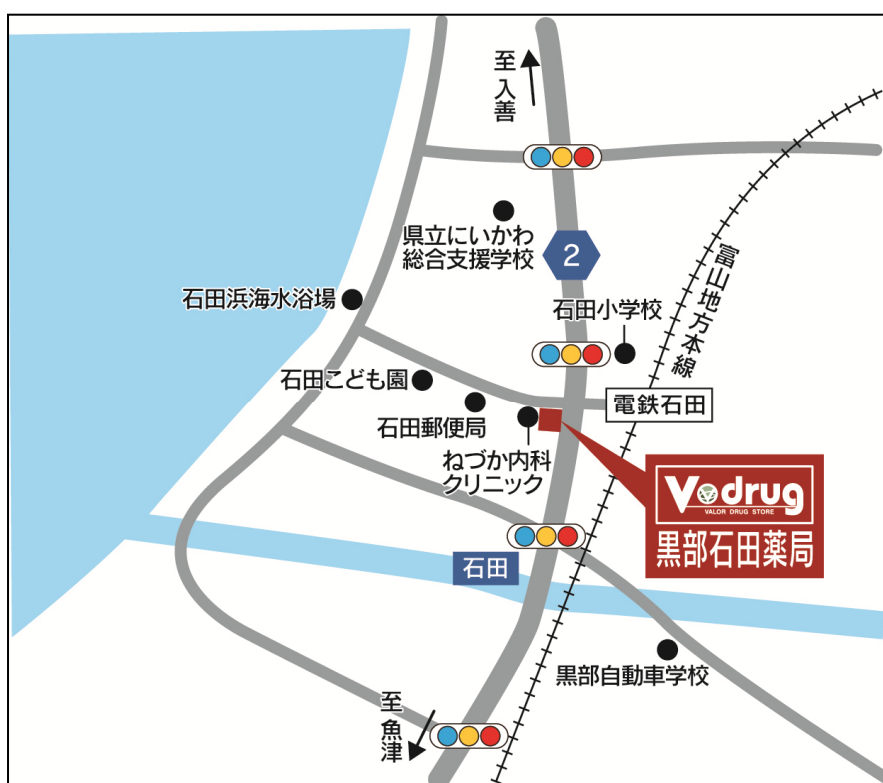 至入善
県立にいかわ
総合支援学校
2
富山地方本線
石田浜海水浴場
石田小学校
石田こども園
電鉄石田
石田郵便局
ねづか内科
クリニック
Vdrug
VALOR DRUG STORE
黒部石田薬局
石田
黒部自動車学校
至魚津